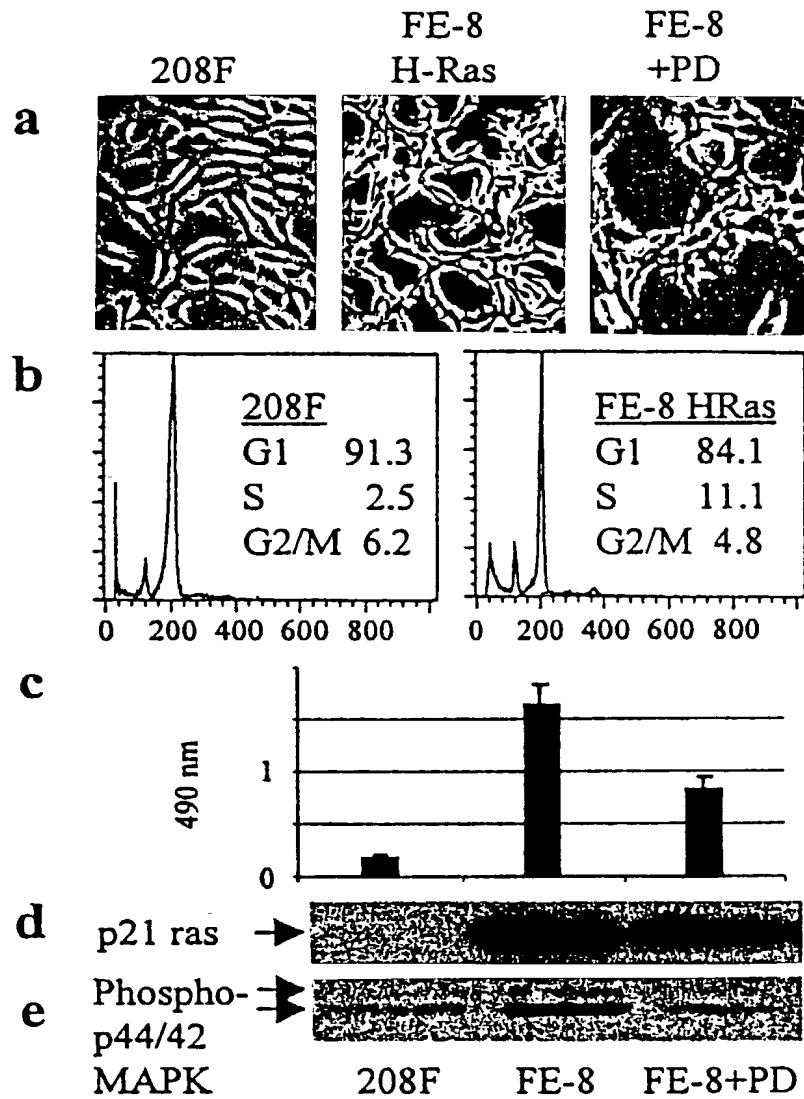 208F
FE-8
H-Ras
FE-8
+PD
a
b
208F
G1 91.3
S 2.5
G2/M 6.2
FE-8 HRas
G1 84.1
S 11.1
G2/M 4.8
0 200 400 600 800
0 200 400 600 800
c
490 nm
1
0
d
p21 ras
e
Phospho-
p44/42
MAPK
208F FE-8 FE-8+PD